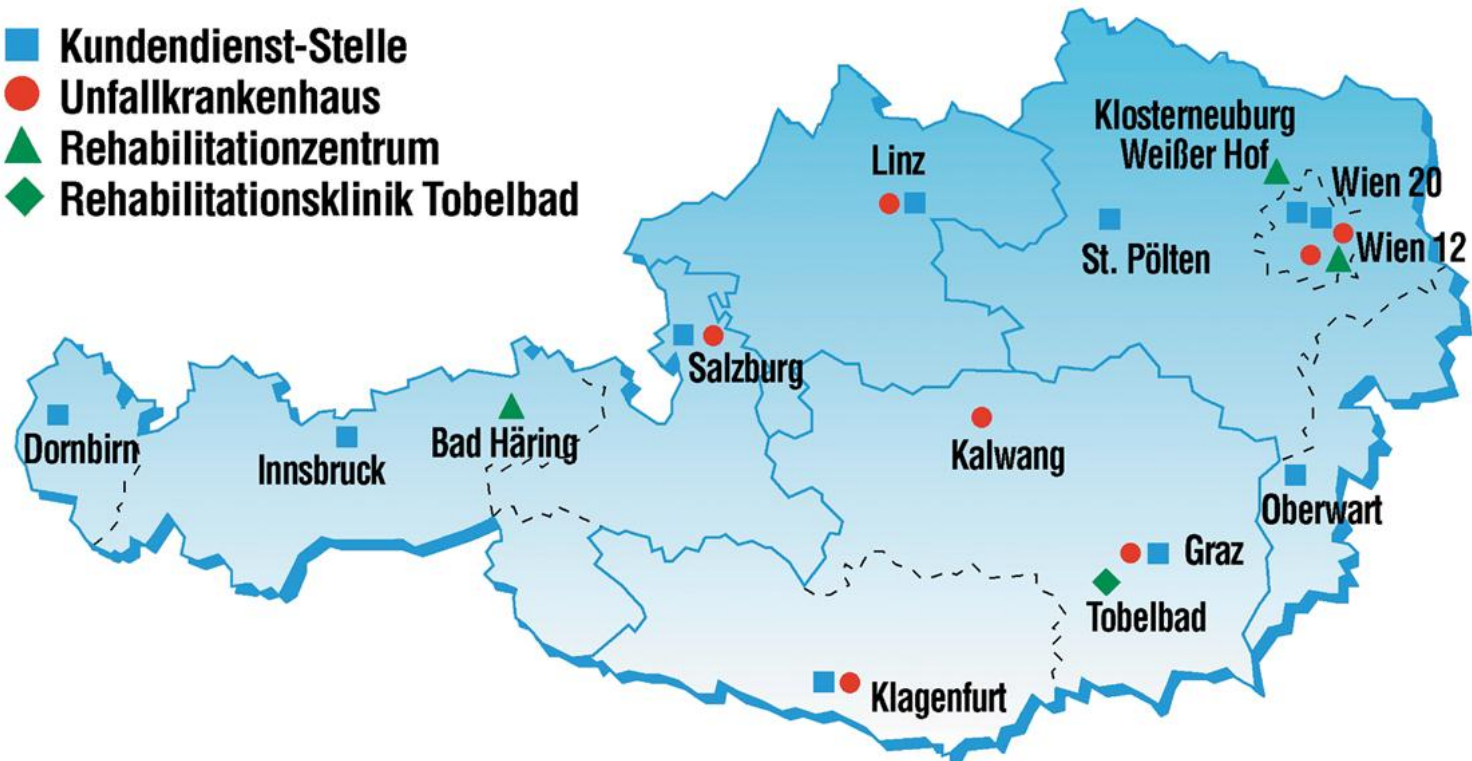 Kundendienst-Stelle
Unfallkrankenhaus
Rehabilitationzentrum
Rehabilitationsklinik Tobelbad
Klosterneuburg
Weißer Hof
Linz
Wien 20
St. Pölten
Wien 12
Salzburg
Dornbirn
Innsbruck
Bad Häring
Kalwang
Oberwart
Graz
Tobelbad
Klagenfurt